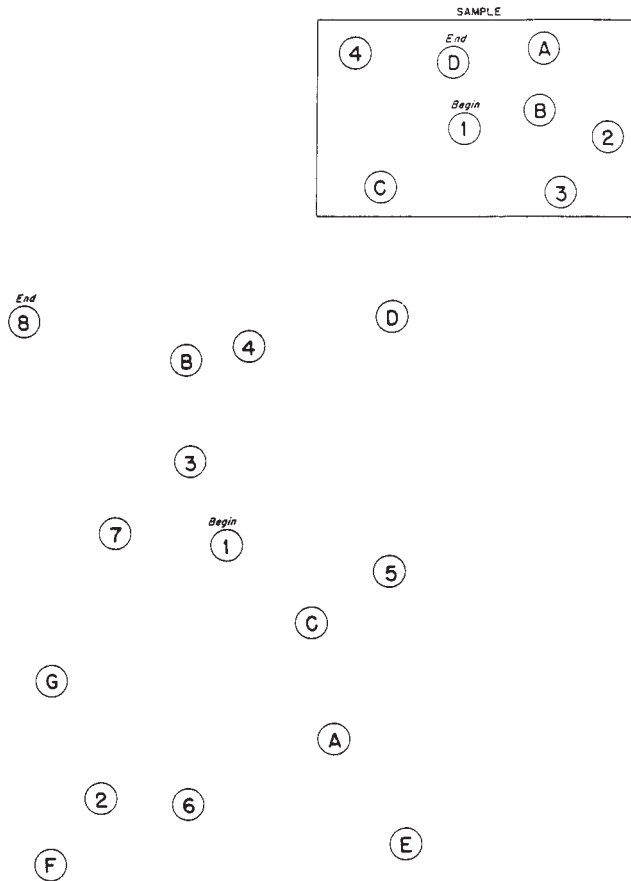 SAMPLE
End
4 D A
Begin
1 B 2
C 3
End
8 D
B 4
3
7
Begin
1
5
C
G
A
2 6
E
F